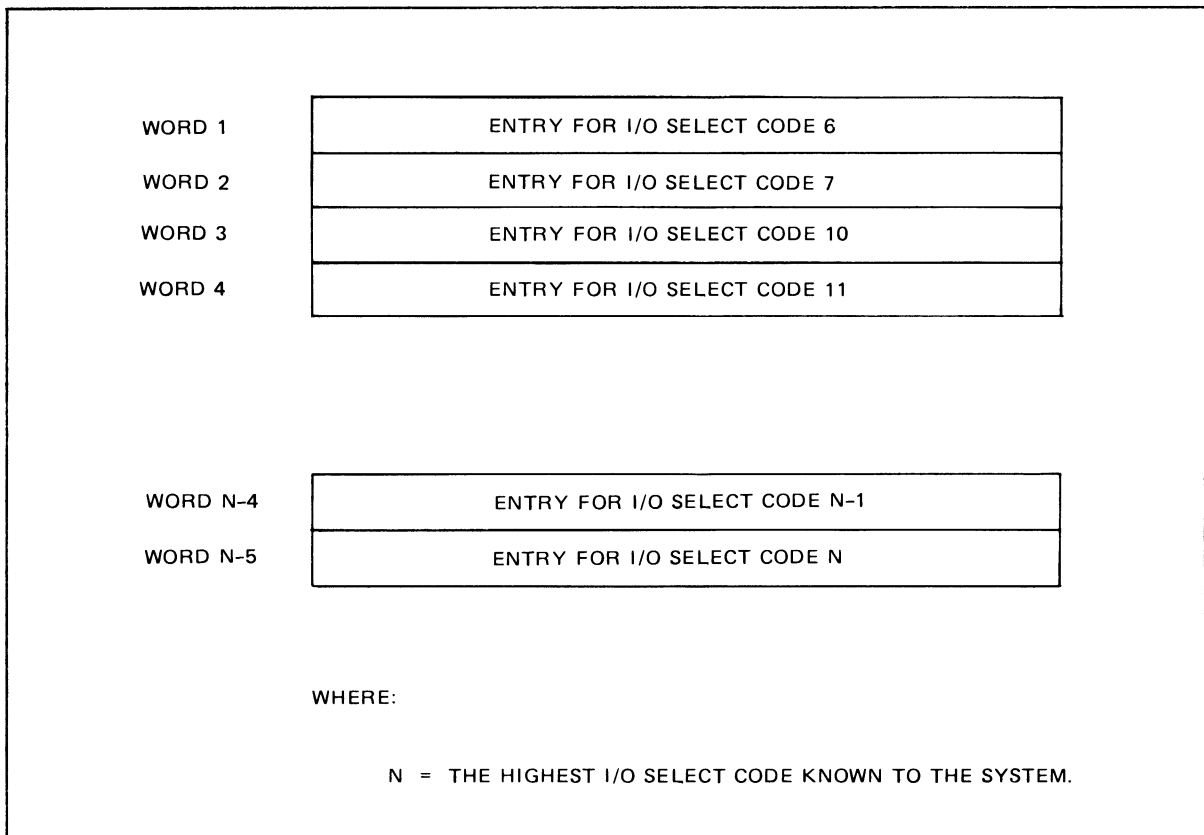 WORD 1 ENTRY FOR I/O SELECT CODE 6
WORD 2 ENTRY FOR I/O SELECT CODE 7
WORD 3 ENTRY FOR I/O SELECT CODE 10
WORD 4 ENTRY FOR I/O SELECT CODE 11
WORD N-4 ENTRY FOR I/O SELECT CODE N-1
WORD N-5 ENTRY FOR I/O SELECT CODE N
WHERE:
N = THE HIGHEST I/O SELECT CODE KNOWN TO THE SYSTEM.